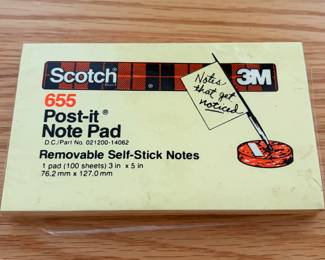 Scotch ®
3M
Notes
that get
noticed
655
Post-it ®
Note Pad
D.C./Part No. 021200-14062
Removable Self-Stick Notes
1 pad (100 sheets) 3 in x 5 in
76.2 mm x 127.0 mm